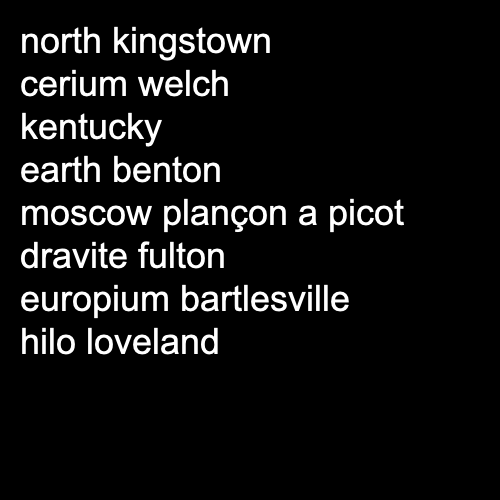 north kingstown
cerium welch
kentucky
earth benton
moscow plançon a picot
dravite fulton
europium bartlesville
hilo loveland